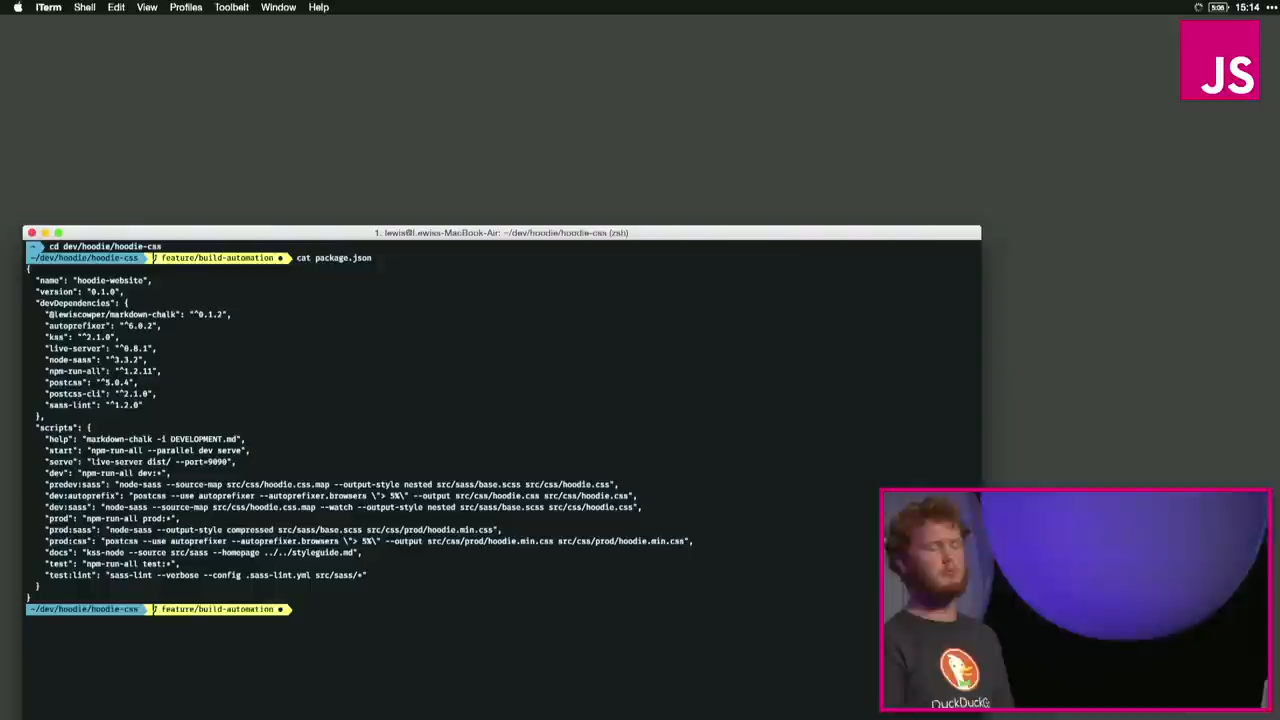 iTerm Shell Edit View Profiles Toolbelt Window Help 5:05 15:14
JS
1. lewis@Lewiss-MacBook-Air: ~/dev/hoodie/hoodie-css (zsh)
~ cd dev/hoodie/hoodie-css
~/dev/hoodie/hoodie-css feature/build-automation ● cat package.json
{
"name": "hoodie-website",
"version": "0.1.0",
"devDependencies": {
"@lewiscowper/markdown-chalk": "^0.1.2",
"autoprefixer": "^6.0.2",
"kss": "^2.1.0",
"live-server": "^0.8.1",
"node-sass": "^3.3.2",
"npm-run-all": "^1.2.11",
"postcss": "^5.0.4",
"postcss-cli": "^2.1.0",
"sass-lint": "^1.2.0"
},
"scripts": {
"help": "markdown-chalk -i DEVELOPMENT.md",
"start": "npm-run-all --parallel dev serve",
"serve": "live-server dist/ --port=9090",
"dev": "npm-run-all dev:*",
"predev:sass": "node-sass --source-map src/css/hoodie.css.map --output-style nested src/sass/base.scss src/css/hoodie.css",
"dev:autoprefix": "postcss --use autoprefixer --autoprefixer.browsers \"> 5%\" --output src/css/hoodie.css src/css/hoodie.css",
"dev:sass": "node-sass --source-map src/css/hoodie.css.map --watch --output-style nested src/sass/base.scss src/css/hoodie.css",
"prod": "npm-run-all prod:*",
"prod:sass": "node-sass --output-style compressed src/sass/base.scss src/css/prod/hoodie.min.css",
"prod:css": "postcss --use autoprefixer --autoprefixer.browsers \"> 5%\" --output src/css/prod/hoodie.min.css src/css/prod/hoodie.min.css",
"docs": "kss-node --source src/sass --homepage ../../styleguide.md",
"test": "npm-run-all test:*",
"test:lint": "sass-lint --verbose --config .sass-lint.yml src/sass/*"
}
}
~/dev/hoodie/hoodie-css feature/build-automation ●
DuckDuckG